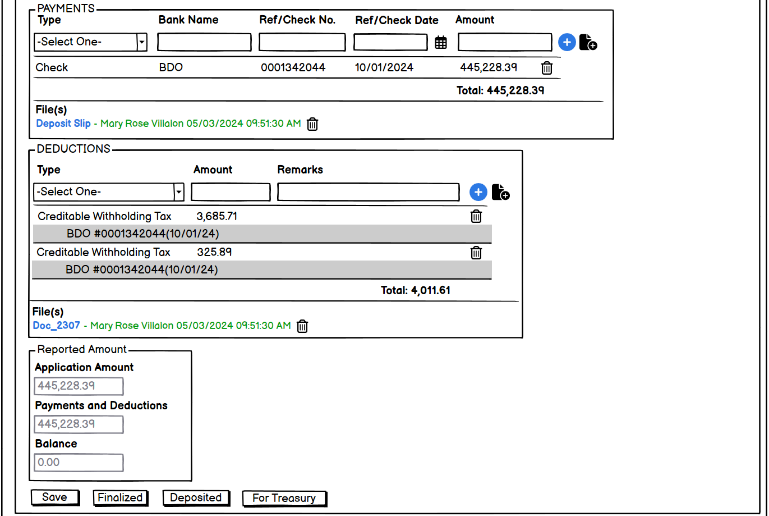 PAYMENTS
Type Bank Name Ref/Check No. Ref/Check Date Amount
-Select One-
Check BDO 0001342044 10/01/2024 445,228.39
Total: 445,228.39
File(s)
Deposit Slip - Mary Rose Villalon 05/03/2024 09:51:30 AM
DEDUCTIONS
Type Amount Remarks
-Select One-
Creditable Withholding Tax 3,685.71
BDO #0001342044(10/01/24)
Creditable Withholding Tax 325.89
BDO #0001342044(10/01/24)
Total: 4,011.61
File(s)
Doc_2307 - Mary Rose Villalon 05/03/2024 09:51:30 AM
Reported Amount
Application Amount
445,228.39
Payments and Deductions
445,228.39
Balance
0.00
Save Finalized Deposited For Treasury